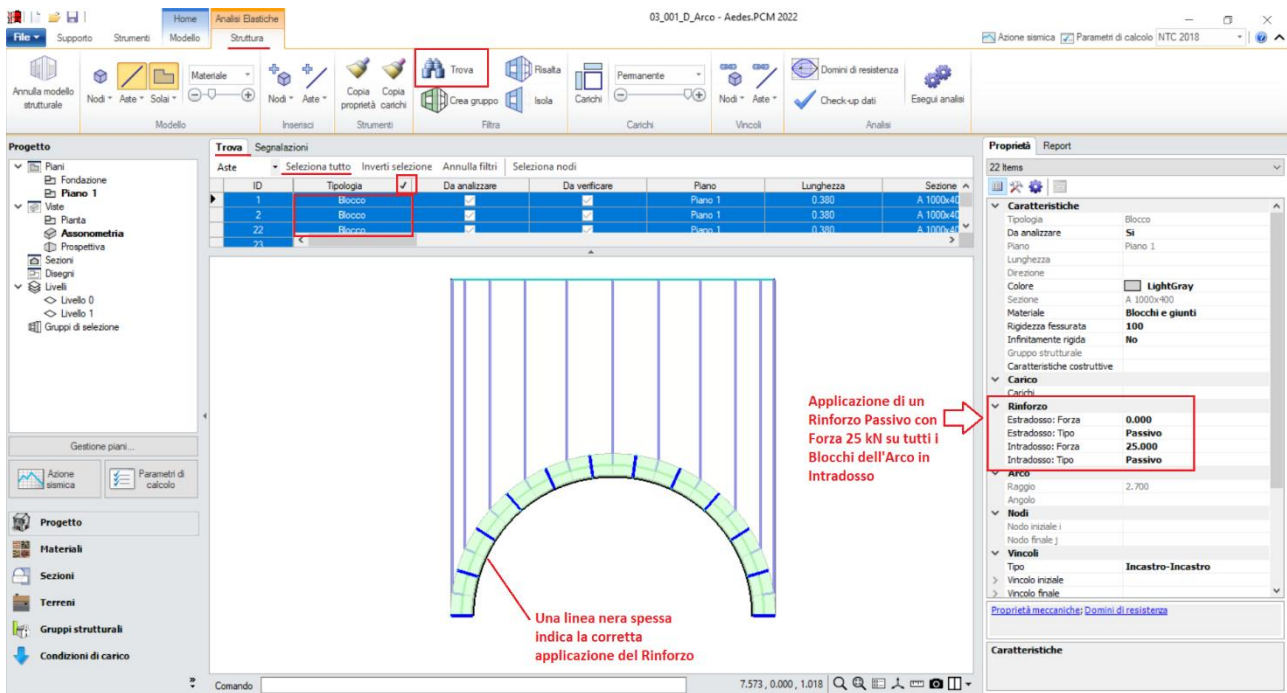 Home
Analisi Elastiche
03_001_D_Arco - Aedes.PCM 2022
File
Supporto
Strumenti
Modello
Struttura
Azione sismica
Parametri di calcolo
NTC 2018
Annulla modello
strutturale
Nodi
Aste
Solai
Materiale
Modello
Nodi
Aste
Inserisci
Copia
proprietà
Copia
carichi
Strumenti
Trova
Crea gruppo
Risalta
Isola
Filtra
Carichi
Permanente
Carichi
Nodi
Aste
Vincoli
Domini di resistenza
Check-up dati
Esegui analisi
Analisi
Progetto
Piani
Fondazione
Piano 1
Viste
Pianta
Assonometria
Prospettiva
Sezioni
Disegni
Livelli
Livello 0
Livello 1
Gruppi di selezione
Gestione piani...
Azione
sismica
Parametri di
calcolo
Progetto
Materiali
Sezioni
Terreni
Gruppi strutturali
Condizioni di carico
Trova Segnalazioni
Aste Seleziona tutto Inverti selezione Annulla filtri Seleziona nodi
ID Tipologia Da analizzare Da verificare Piano Lunghezza Sezione
1 Blocco Piano 1 0.380 A 1000x40
2 Blocco Piano 1 0.380 A 1000x40
22 Blocco Piano 1 0.380 A 1000x40
23
Applicazione di un
Rinforzo Passivo con
Forza 25 kN su tutti i
Blocchi dell'Arco in
Intradosso
Una linea nera spessa
indica la corretta
applicazione del Rinforzo
Comando
7.573 , 0.000 , 1.018
Proprietà Report
22 Items
Caratteristiche
Tipologia Blocco
Da analizzare Si
Piano Piano 1
Lunghezza
Direzione
Colore LightGray
Sezione A 1000x400
Materiale Blocchi e giunti
Rigidezza fessurata 100
Infinitamente rigida No
Gruppo strutturale
Caratteristiche costruttive
Carico
Carichi
Rinforzo
Estradosso: Forza 0.000
Estradosso: Tipo Passivo
Intradosso: Forza 25.000
Intradosso: Tipo Passivo
Arco
Raggio 2.700
Angolo
Nodi
Nodo iniziale i
Nodo finale j
Vincoli
Tipo Incastro-Incastro
Vincolo iniziale
Vincolo finale
Proprietà meccaniche; Domini di resistenza
Caratteristiche